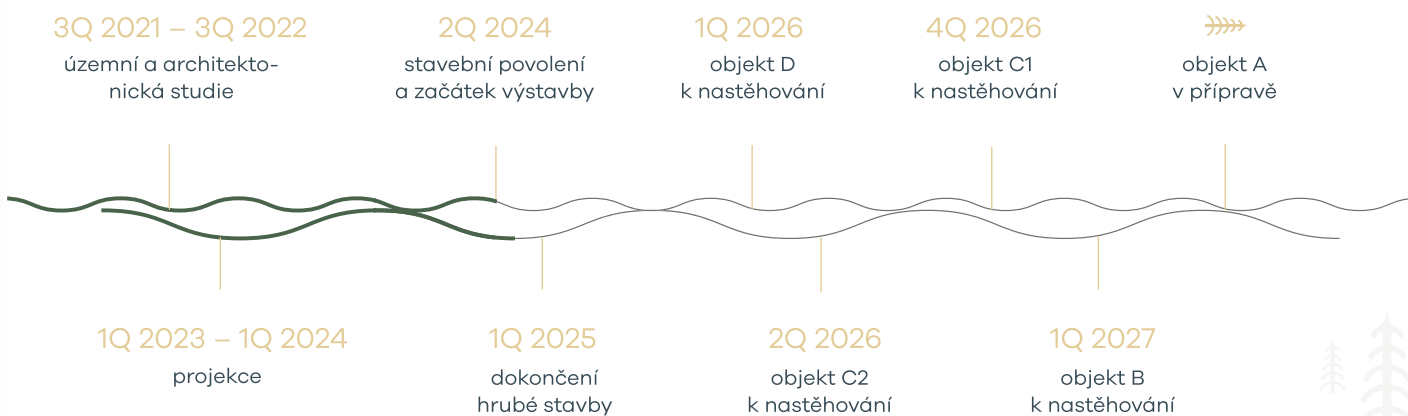 3Q 2021 – 3Q 2022
územní a architekto-
nická studie
2Q 2024
stavební povolení
a začátek výstavby
1Q 2026
objekt D
k nastěhování
4Q 2026
objekt C1
k nastěhování
objekt A
v přípravě
1Q 2023 – 1Q 2024
projekce
1Q 2025
dokončení
hrubé stavby
2Q 2026
objekt C2
k nastěhování
1Q 2027
objekt B
k nastěhování